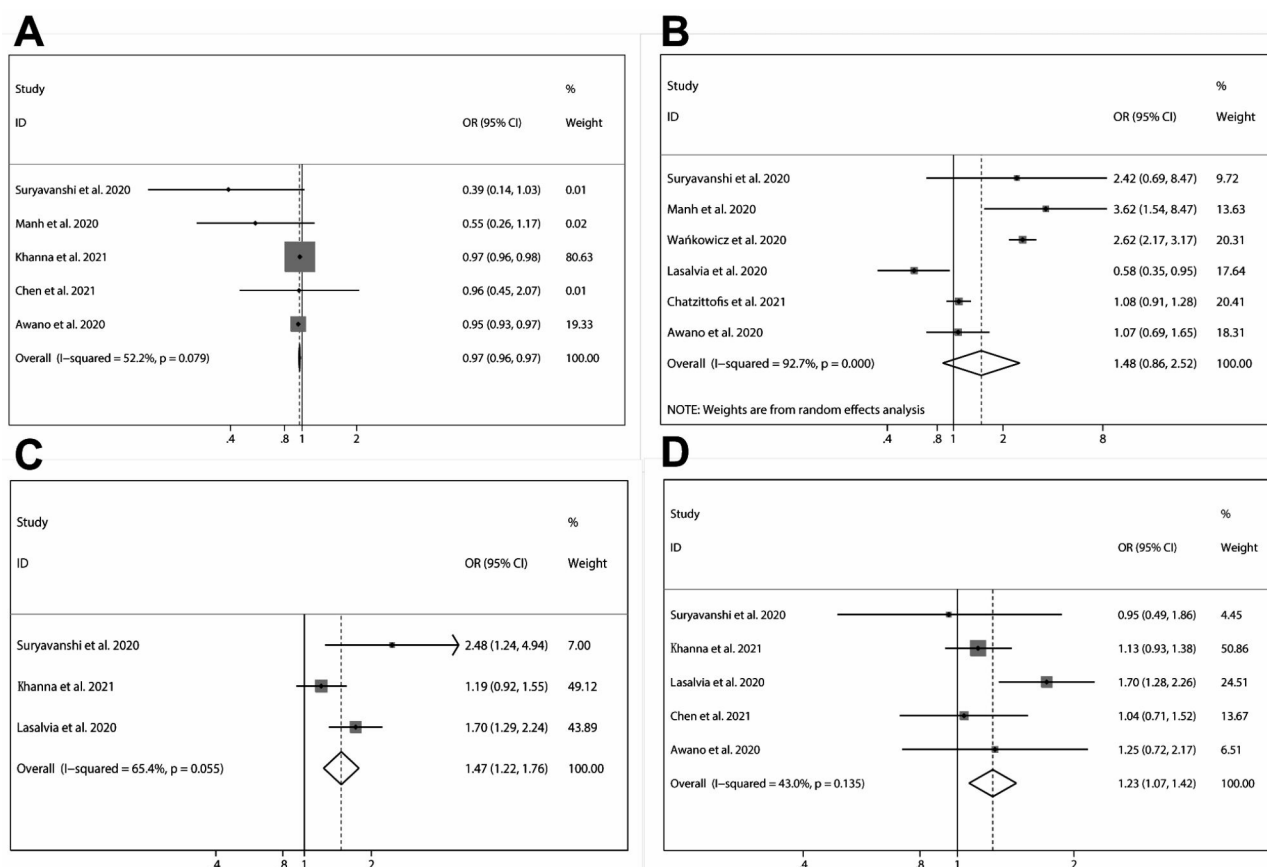 A
Study %
ID OR (95% CI) Weight
Suryavanshi et al. 2020 0.39 (0.14, 1.03) 0.01
Manh et al. 2020 0.55 (0.26, 1.17) 0.02
Khanna et al. 2021 0.97 (0.96, 0.98) 80.63
Chen et al. 2021 0.96 (0.45, 2.07) 0.01
Awano et al. 2020 0.95 (0.93, 0.97) 19.33
Overall (I−squared = 52.2%, p = 0.079) 0.97 (0.96, 0.97) 100.00
.4 .8 1 2
B
Study %
ID OR (95% CI) Weight
Suryavanshi et al. 2020 2.42 (0.69, 8.47) 9.72
Manh et al. 2020 3.62 (1.54, 8.47) 13.63
Wańkowicz et al. 2020 2.62 (2.17, 3.17) 20.31
Lasalvia et al. 2020 0.58 (0.35, 0.95) 17.64
Chatzittofis et al. 2021 1.08 (0.91, 1.28) 20.41
Awano et al. 2020 1.07 (0.69, 1.65) 18.31
Overall (I−squared = 92.7%, p = 0.000) 1.48 (0.86, 2.52) 100.00
NOTE: Weights are from random effects analysis
.4 .8 1 2 8
C
Study %
ID OR (95% CI) Weight
Suryavanshi et al. 2020 2.48 (1.24, 4.94) 7.00
Khanna et al. 2021 1.19 (0.92, 1.55) 49.12
Lasalvia et al. 2020 1.70 (1.29, 2.24) 43.89
Overall (I−squared = 65.4%, p = 0.055) 1.47 (1.22, 1.76) 100.00
.4 .8 1 2
D
Study %
ID OR (95% CI) Weight
Suryavanshi et al. 2020 0.95 (0.49, 1.86) 4.45
Khanna et al. 2021 1.13 (0.93, 1.38) 50.86
Lasalvia et al. 2020 1.70 (1.28, 2.26) 24.51
Chen et al. 2021 1.04 (0.71, 1.52) 13.67
Awano et al. 2020 1.25 (0.72, 2.17) 6.51
Overall (I−squared = 43.0%, p = 0.135) 1.23 (1.07, 1.42) 100.00
.4 1 2